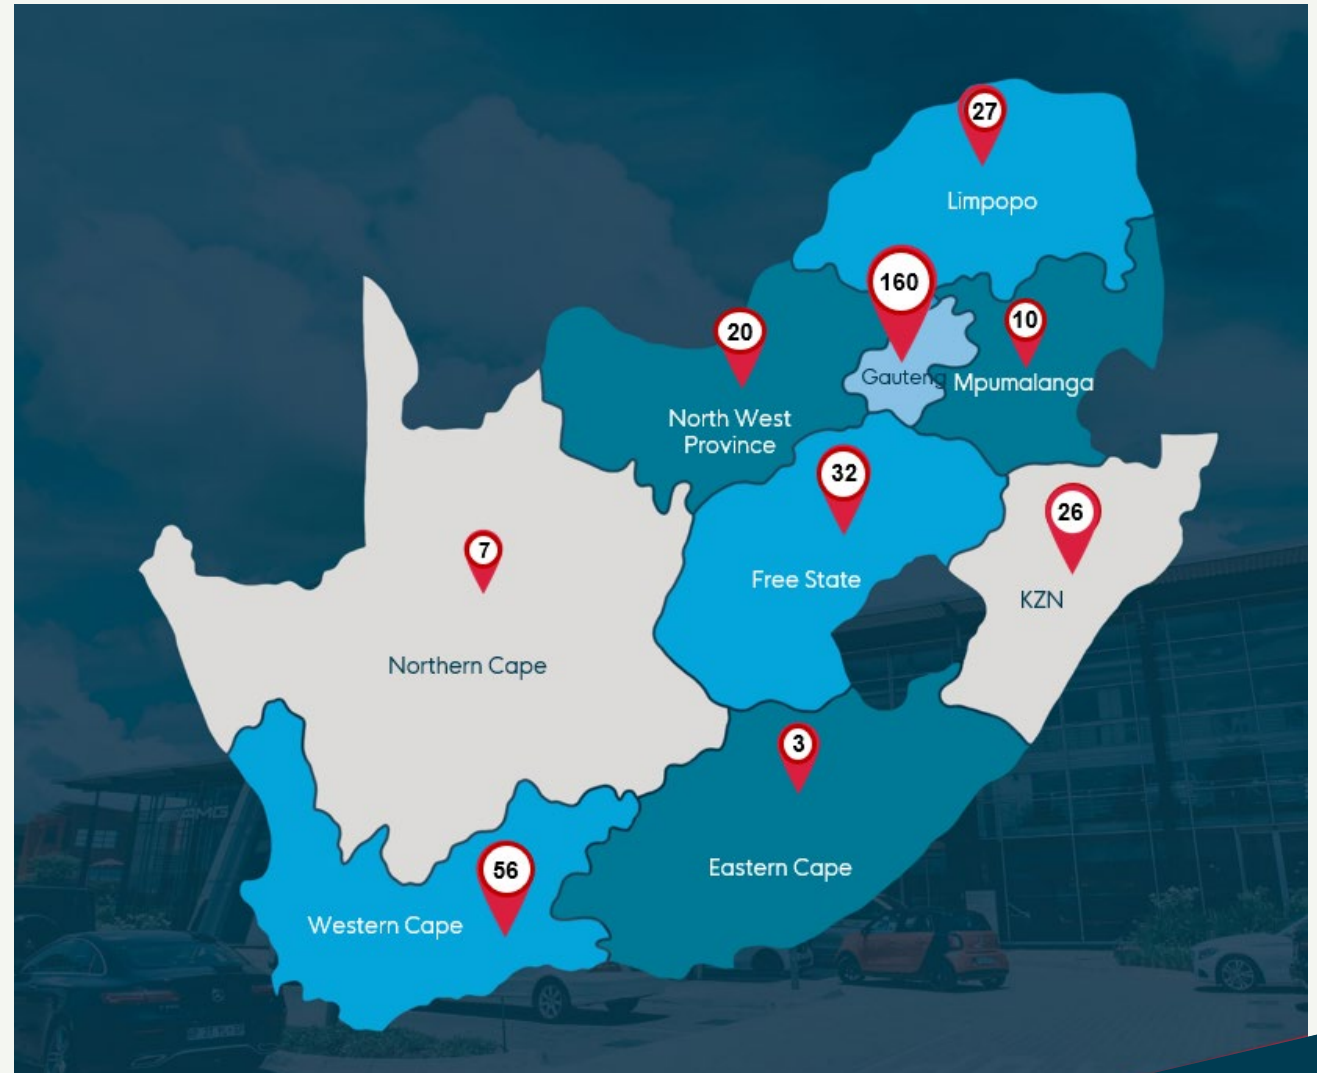 27
Limpopo
160
20
10
Gauteng
Mpumalanga
North West
Province
32
26
7
Free State
KZN
Northern Cape
3
56
Eastern Cape
Western Cape
AMG